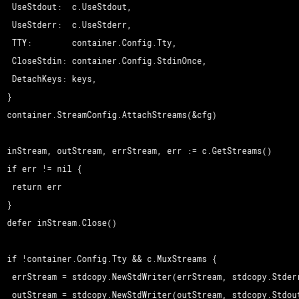 UseStdout:  c.UseStdout,
UseStderr:  c.UseStderr,
TTY:        container.Config.Tty,
CloseStdin: container.Config.StdinOnce,
DetachKeys: keys,
}
container.StreamConfig.AttachStreams(&cfg)

inStream, outStream, errStream, err := c.GetStreams()
if err != nil {
return err
}
defer inStream.Close()

if !container.Config.Tty && c.MuxStreams {
errStream = stdcopy.NewStdWriter(errStream, stdcopy.Stderr
outStream = stdcopy.NewStdWriter(outStream, stdcopy.Stdout